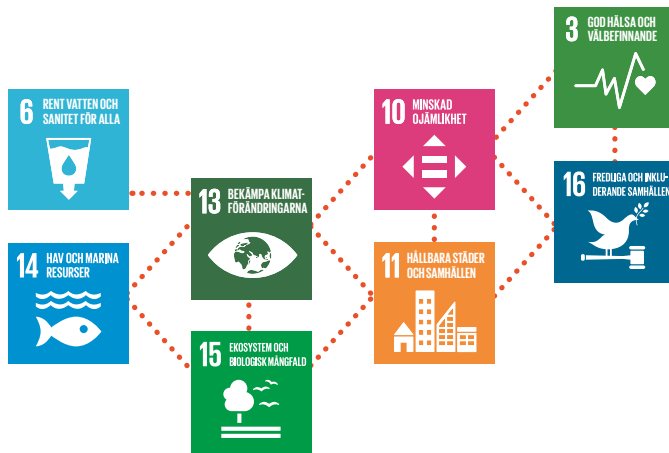 3 GOD HÄLSA OCH
VÄLBEFINNANDE
6 RENT VATTEN OCH
SANITET FÖR ALLA
10 MINSKAD
OJÄMLIKHET
16 FREDLIGA OCH INKLU-
DERANDE SAMHÄLLEN
13 BEKÄMPA KLIMAT-
FÖRÄNDRINGARNA
14 HAV OCH MARINA
RESURSER
11 HÅLLBARA STÄDER
OCH SAMHÄLLEN
15 EKOSYSTEM OCH
BIOLOGISK MÅNGFALD